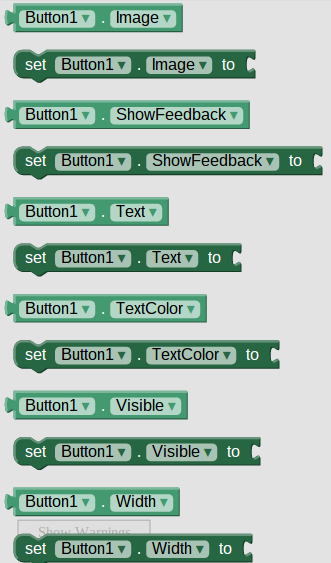 Button1 . Image
set Button1 . Image to
Button1 . ShowFeedback
set Button1 . ShowFeedback to
Button1 . Text
set Button1 . Text to
Button1 . TextColor
set Button1 . TextColor to
Button1 . Visible
set Button1 . Visible to
Button1 . Width
Show Warnings
set Button1 . Width to